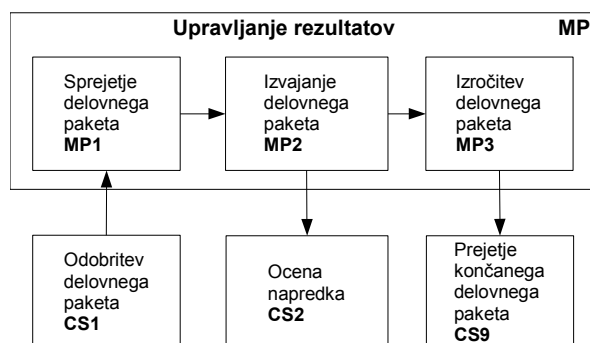 Upravljanje rezultatov MP
Sprejetje
delovnega
paketa
MP1
Izvajanje
delovnega
paketa
MP2
Izročitev
delovnega
paketa
MP3
Odobritev
delovnega
paketa
CS1
Ocena
napredka
CS2
Prejetje
končanega
delovnega
paketa
CS9